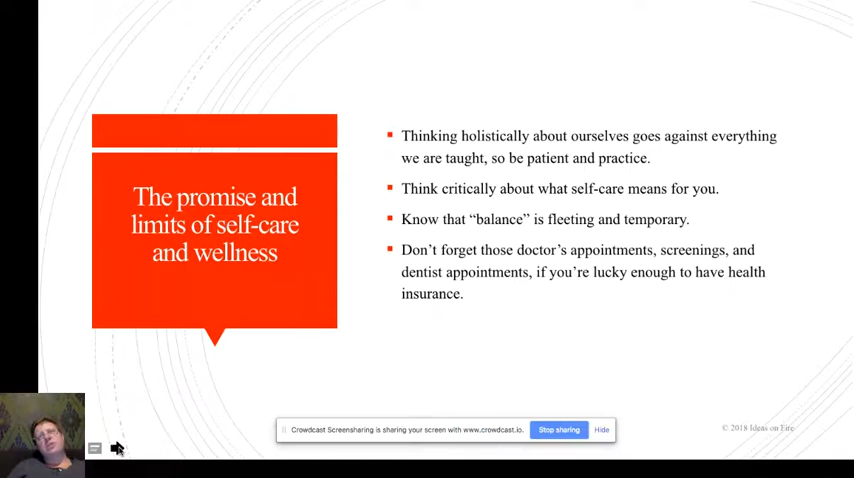 The promise and
limits of self-care
and wellness
Thinking holistically about ourselves goes against everything
we are taught, so be patient and practice.
Think critically about what self-care means for you.
Know that “balance” is fleeting and temporary.
Don’t forget those doctor’s appointments, screenings, and
dentist appointments, if you’re lucky enough to have health
insurance.
Crowdcast Screensharing is sharing your screen with www.crowdcast.io.
Stop sharing
Hide
© 2018 Ideas on Fire